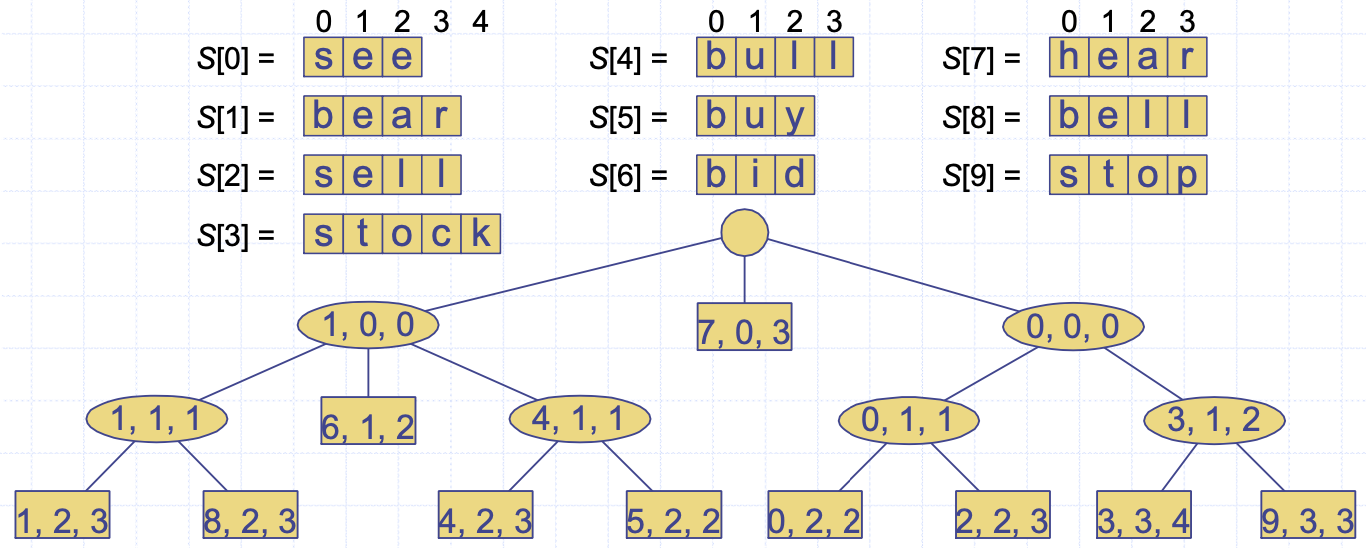 0 1 2 3 4
0 1 2 3
0 1 2 3
S[0] = s e e
S[4] = b u l l
S[7] = h e a r
S[1] = b e a r
S[5] = b u y
S[8] = b e l l
S[2] = s e l l
S[6] = b i d
S[9] = s t o p
S[3] = s t o c k
1, 0, 0
7, 0, 3
0, 0, 0
1, 1, 1
6, 1, 2
4, 1, 1
0, 1, 1
3, 1, 2
1, 2, 3
8, 2, 3
4, 2, 3
5, 2, 2
0, 2, 2
2, 2, 3
3, 3, 4
9, 3, 3